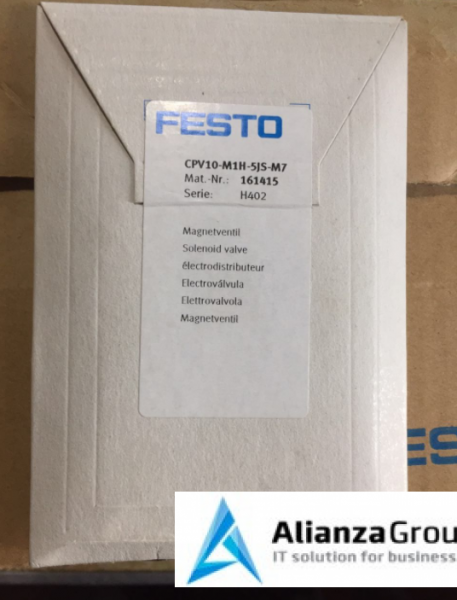 FESTO
CPV10-M1H-5JS-M7
Mat.-Nr.: 161415
Serie: H402
Magnetventil
Solenoid valve
électrodistributeur
Electroválvula
Elettrovalvola
Magnetventil
ES
AlianzaGrou
IT solution for business